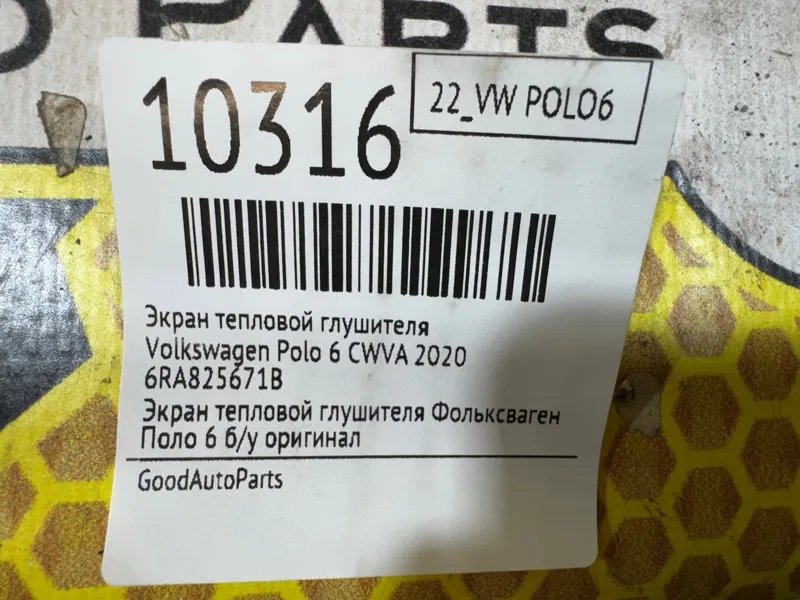 PARTS
10316
22_VW POLO6
Экран тепловой глушителя
Volkswagen Polo 6 CWVA 2020
6RA825671B
Экран тепловой глушителя Фольксваген
Поло 6 б/у оригинал
GoodAutoParts